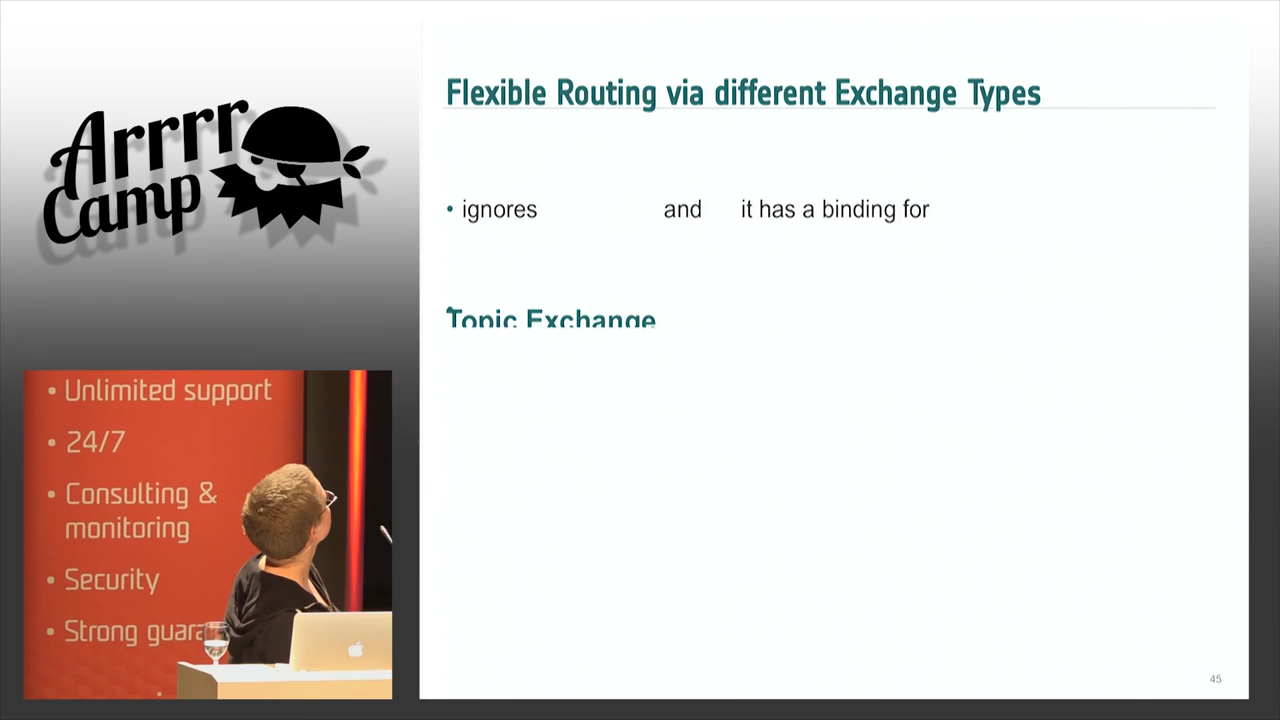 Arrrr
Camp
Flexible Routing via different Exchange Types
• ignores and it has a binding for
Topic Exchange
• Unlimited support
• 24/7
• Consulting &
monitoring
• Security
• Strong guara
45